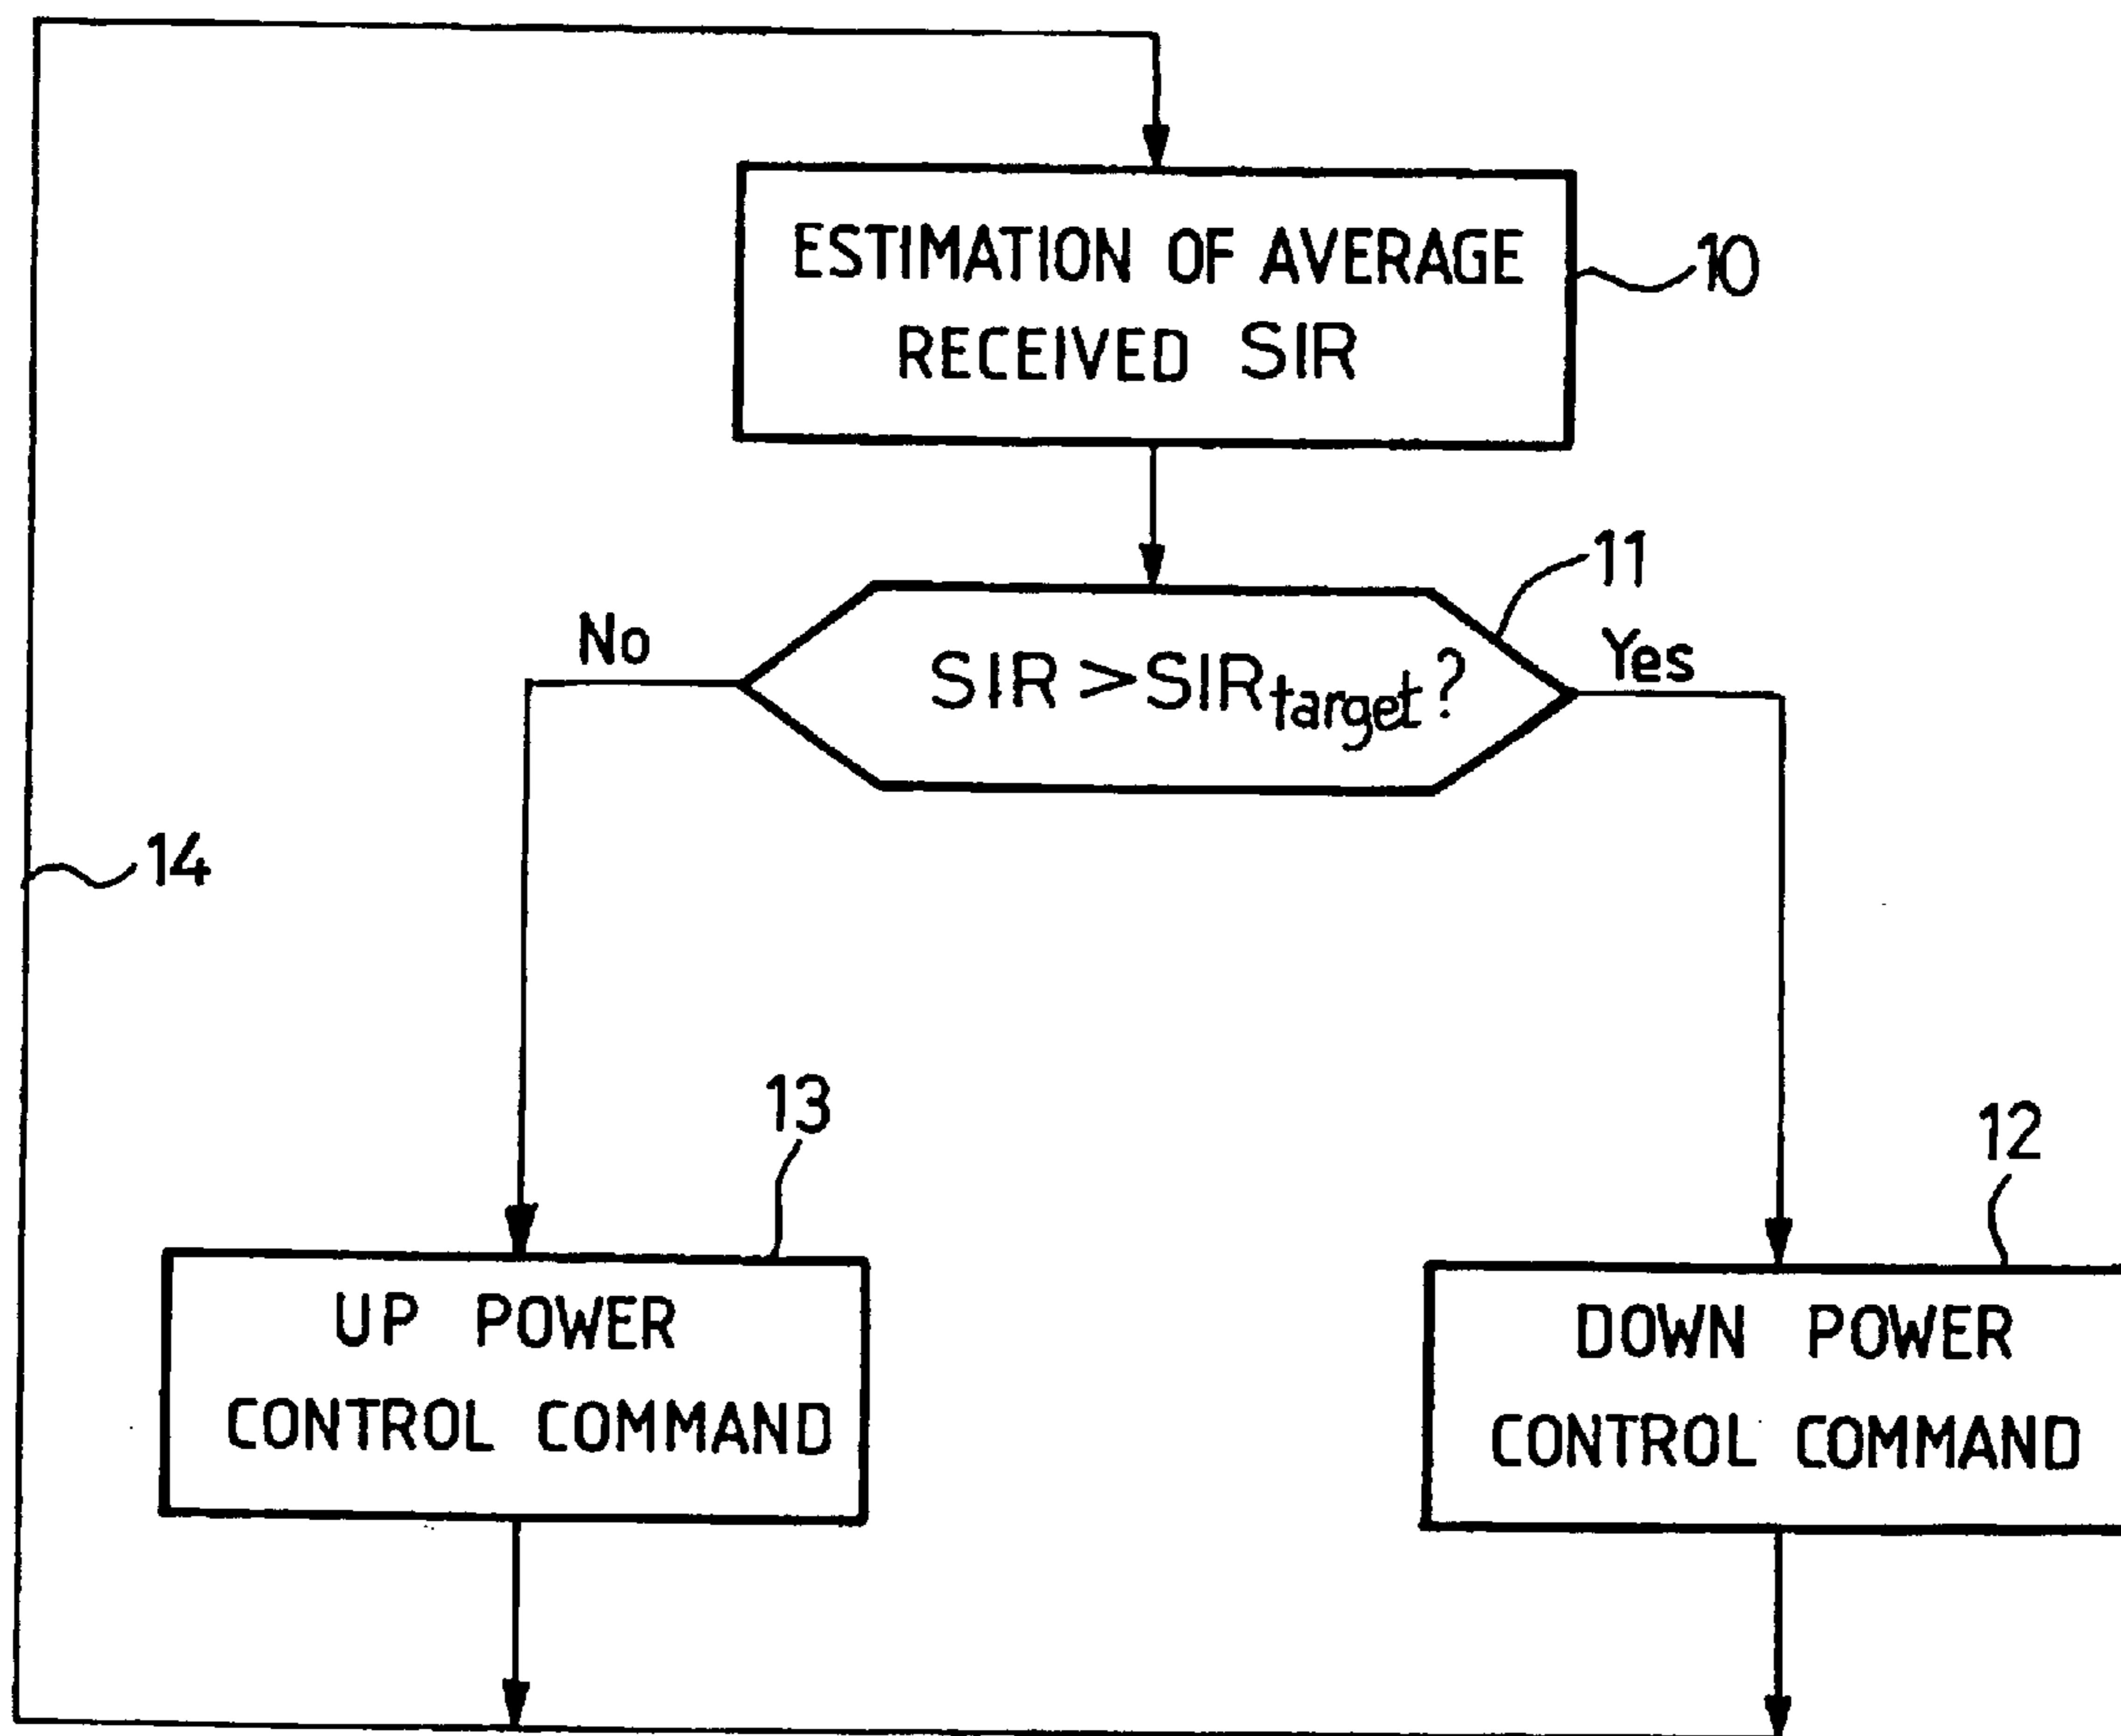 ESTIMATION OF AVERAGE
RECEIVED SIR
10
11
No
Yes
SIR > SIRtarget?
14
13
12
UP POWER
CONTROL COMMAND
DOWN POWER
CONTROL COMMAND